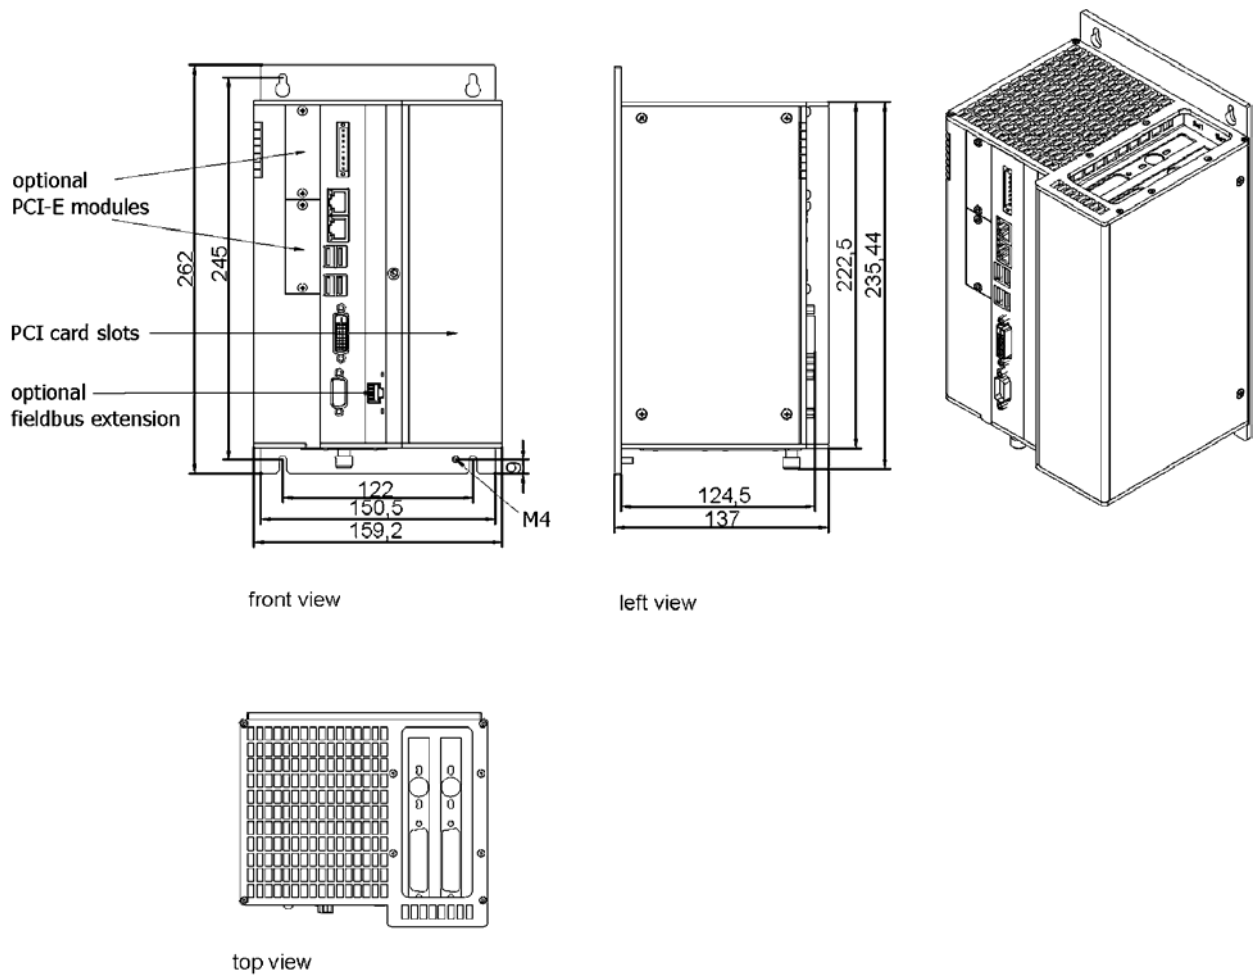 optional
PCI-E modules
PCI card slots
optional
fieldbus extension
262
245
9
122
150,5
159,2
M4
front view
222,5
235,44
124,5
137
left view
top view